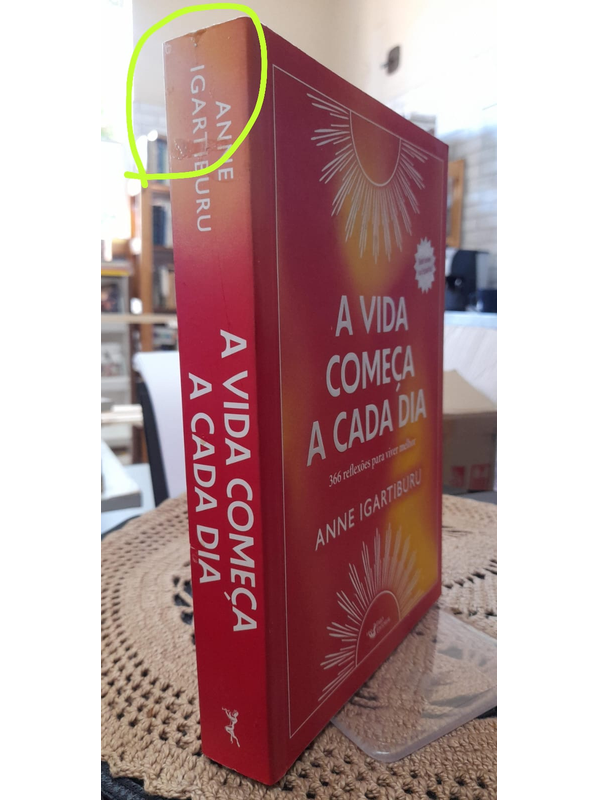 ANNE
IGARTIBURU
A VIDA COMEÇA
A CADA DIA
A VIDA
COMEÇA
A CADA DIA
366 reflexões para viver melhor
ANNE IGARTIBURU